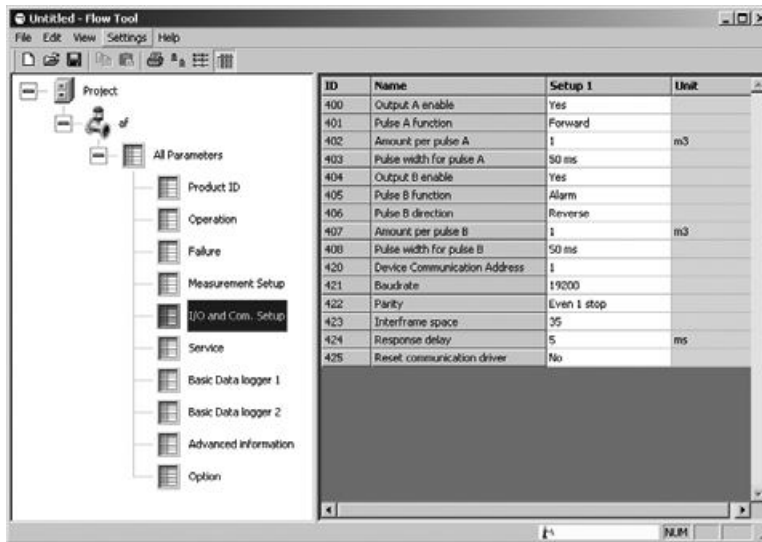 Untitled - Flow Tool
File Edit View Settings Help
Project
of
All Parameters
Product ID
Operation
Failure
Measurement Setup
I/O and Com. Setup
Service
Basic Data logger 1
Basic Data logger 2
Advanced information
Option
ID Name Setup 1 Unit
400 Output A enable Yes
401 Pulse A function Forward
402 Amount per pulse A 1 m3
403 Pulse width for pulse A 50 ms
404 Output B enable Yes
405 Pulse B function Alarm
406 Pulse B direction Reverse
407 Amount per pulse B 1 m3
408 Pulse width for pulse B 50 ms
420 Device Communication Address 1
421 Baudrate 19200
422 Parity Even 1 stop
423 Interframe space 35
424 Response delay 5 ms
425 Reset communication driver No
NUM